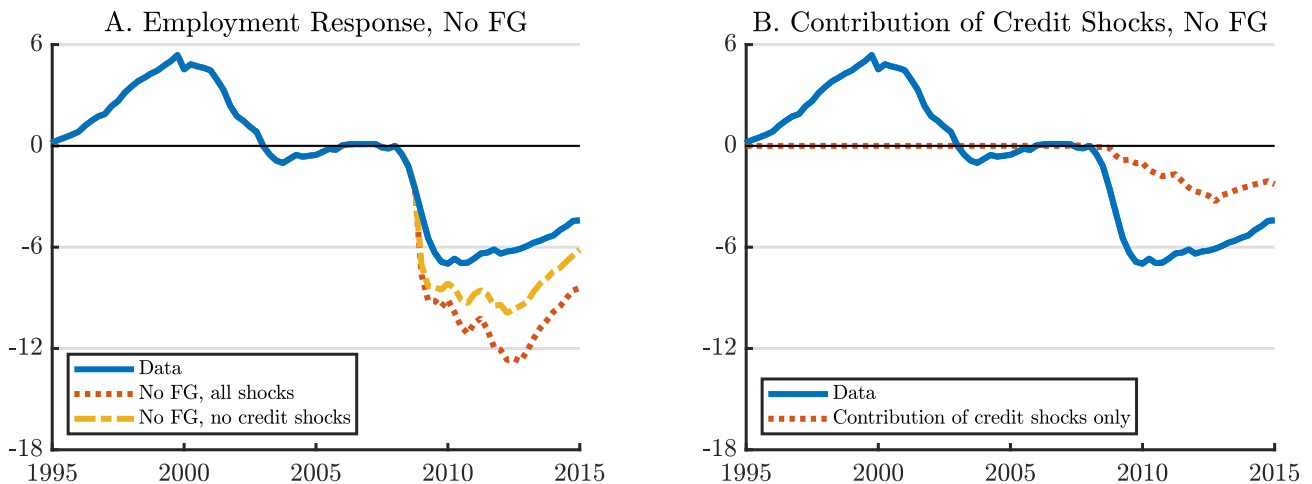 A. Employment Response, No FG
6
0
-6
-12
-18
Data
No FG, all shocks
No FG, no credit shocks
1995 2000 2005 2010 2015
B. Contribution of Credit Shocks, No FG
6
0
-6
-12
-18
Data
Contribution of credit shocks only
1995 2000 2005 2010 2015